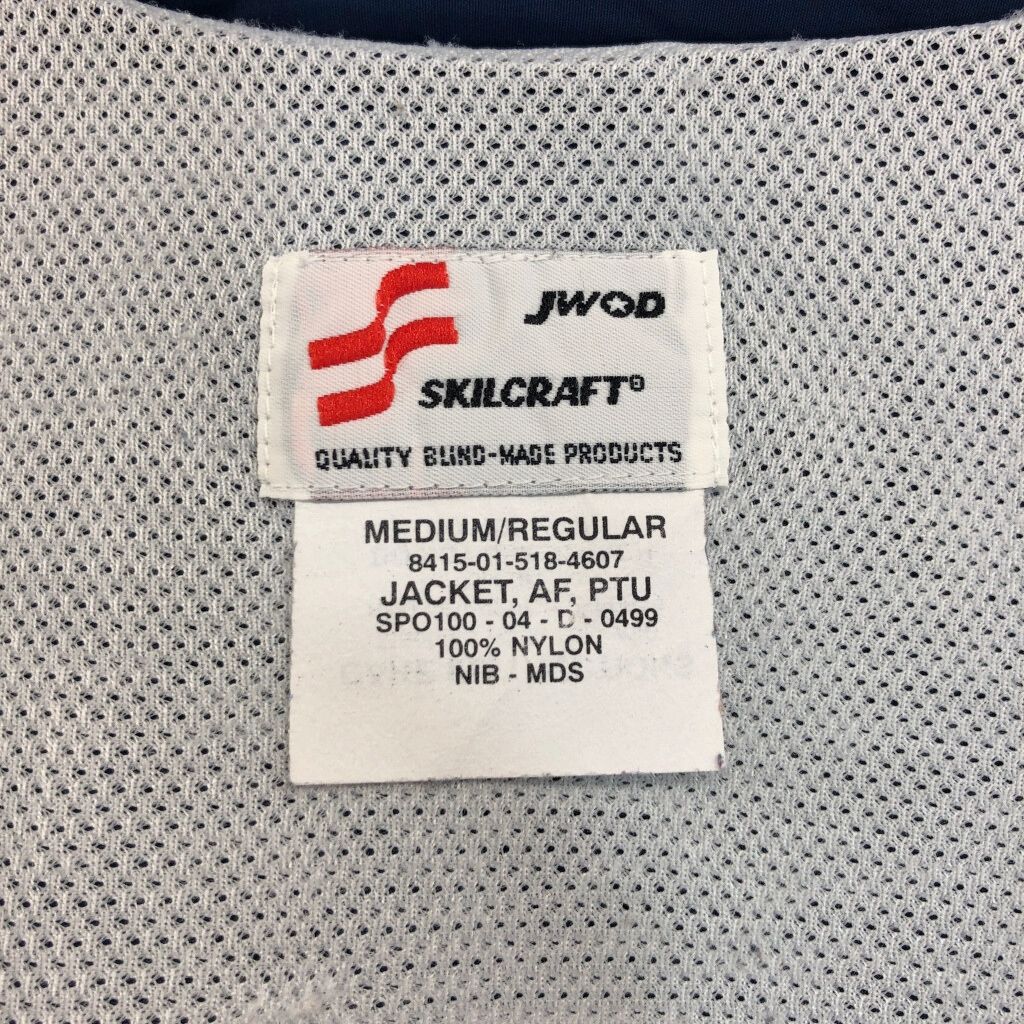 JWOD
SKILCRAFT®
QUALITY BLIND-MADE PRODUCTS
MEDIUM/REGULAR
8415-01-518-4607
JACKET, AF, PTU
SPO100 - 04 - D - 0499
100% NYLON
NIB - MDS